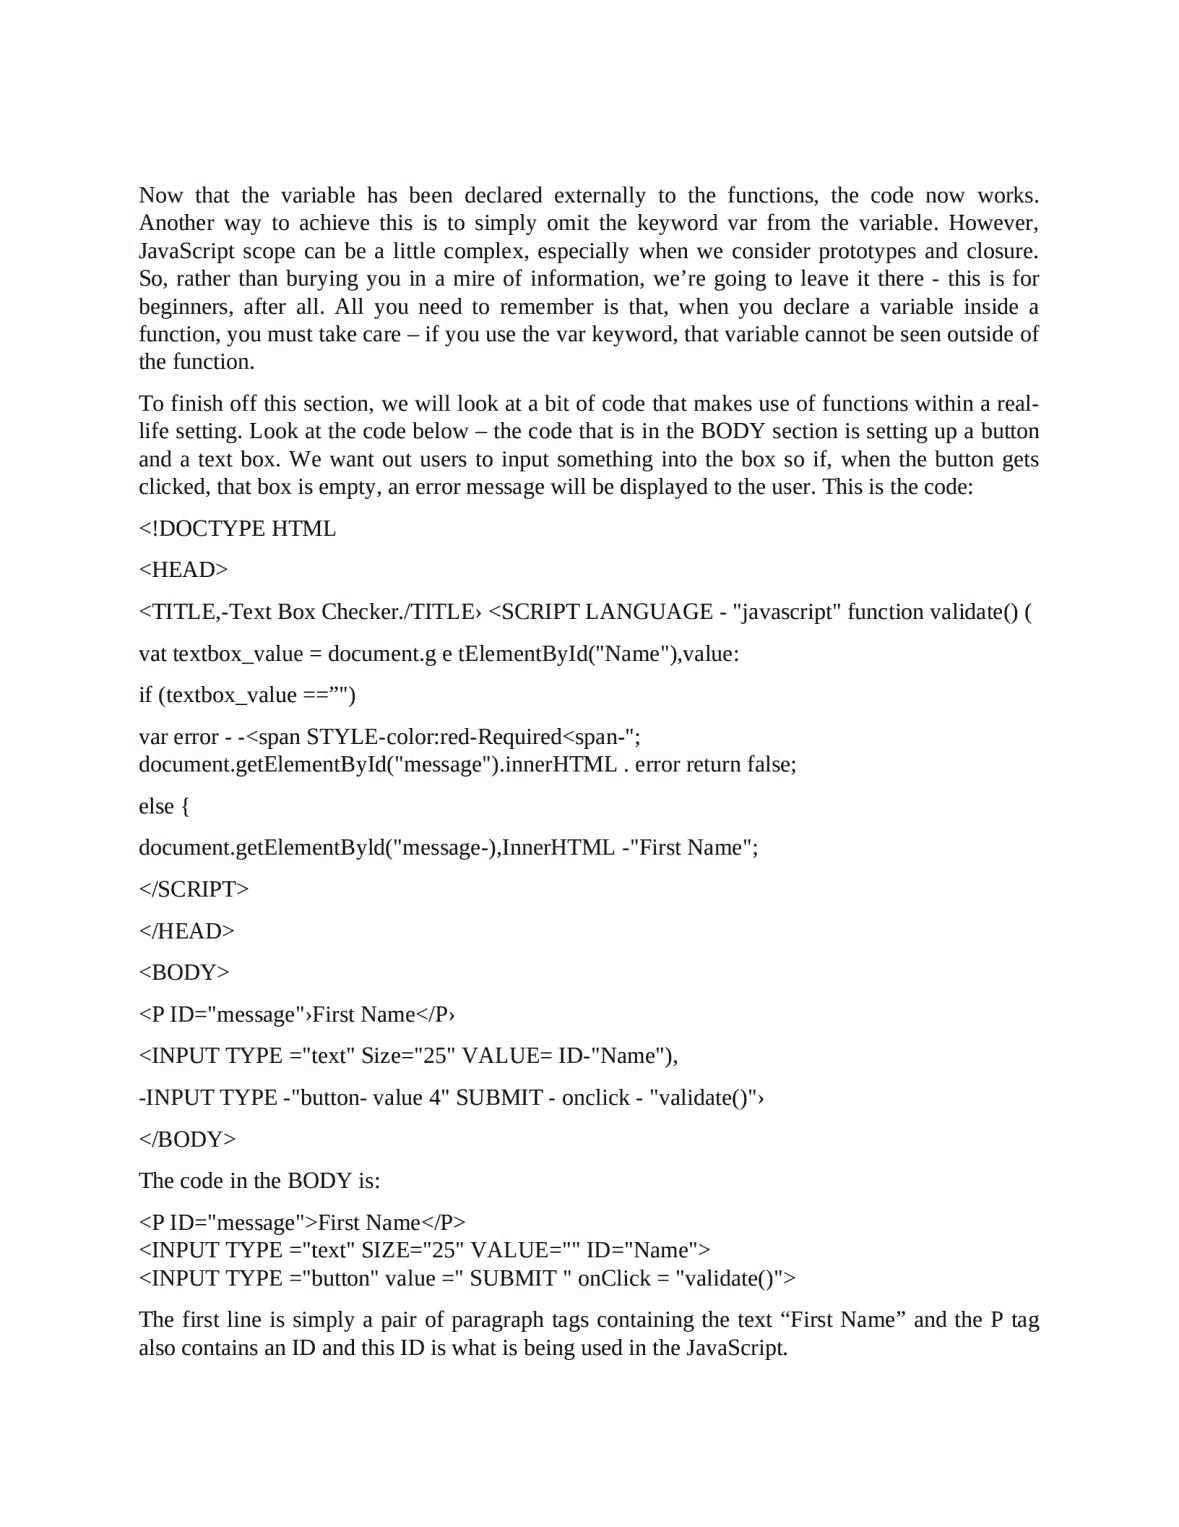 Now that the variable has been declared externally to the functions, the code now works.
Another way to achieve this is to simply omit the keyword var from the variable. However,
JavaScript scope can be a little complex, especially when we consider prototypes and closure.
So, rather than burying you in a mire of information, we’re going to leave it there - this is for
beginners, after all. All you need to remember is that, when you declare a variable inside a
function, you must take care – if you use the var keyword, that variable cannot be seen outside of
the function.
To finish off this section, we will look at a bit of code that makes use of functions within a real-
life setting. Look at the code below – the code that is in the BODY section is setting up a button
and a text box. We want out users to input something into the box so if, when the button gets
clicked, that box is empty, an error message will be displayed to the user. This is the code:
<!DOCTYPE HTML
<HEAD>
<TITLE,-Text Box Checker./TITLE› <SCRIPT LANGUAGE - "javascript" function validate() (
vat textbox_value = document.g e tElementById("Name"),value:
if (textbox_value ==”")
var error - -<span STYLE-color:red-Required<span-";
document.getElementById("message").innerHTML . error return false;
else {
document.getElementByld("message-),InnerHTML -"First Name";
</SCRIPT>
</HEAD>
<BODY>
<P ID="message"›First Name</P›
<INPUT TYPE ="text" Size="25" VALUE= ID-"Name"),
-INPUT TYPE -"button- value 4" SUBMIT - onclick - "validate()"›
</BODY>
The code in the BODY is:
<P ID="message">First Name</P>
<INPUT TYPE ="text" SIZE="25" VALUE="" ID="Name">
<INPUT TYPE ="button" value =" SUBMIT " onClick = "validate()">
The first line is simply a pair of paragraph tags containing the text “First Name” and the P tag
also contains an ID and this ID is what is being used in the JavaScript.